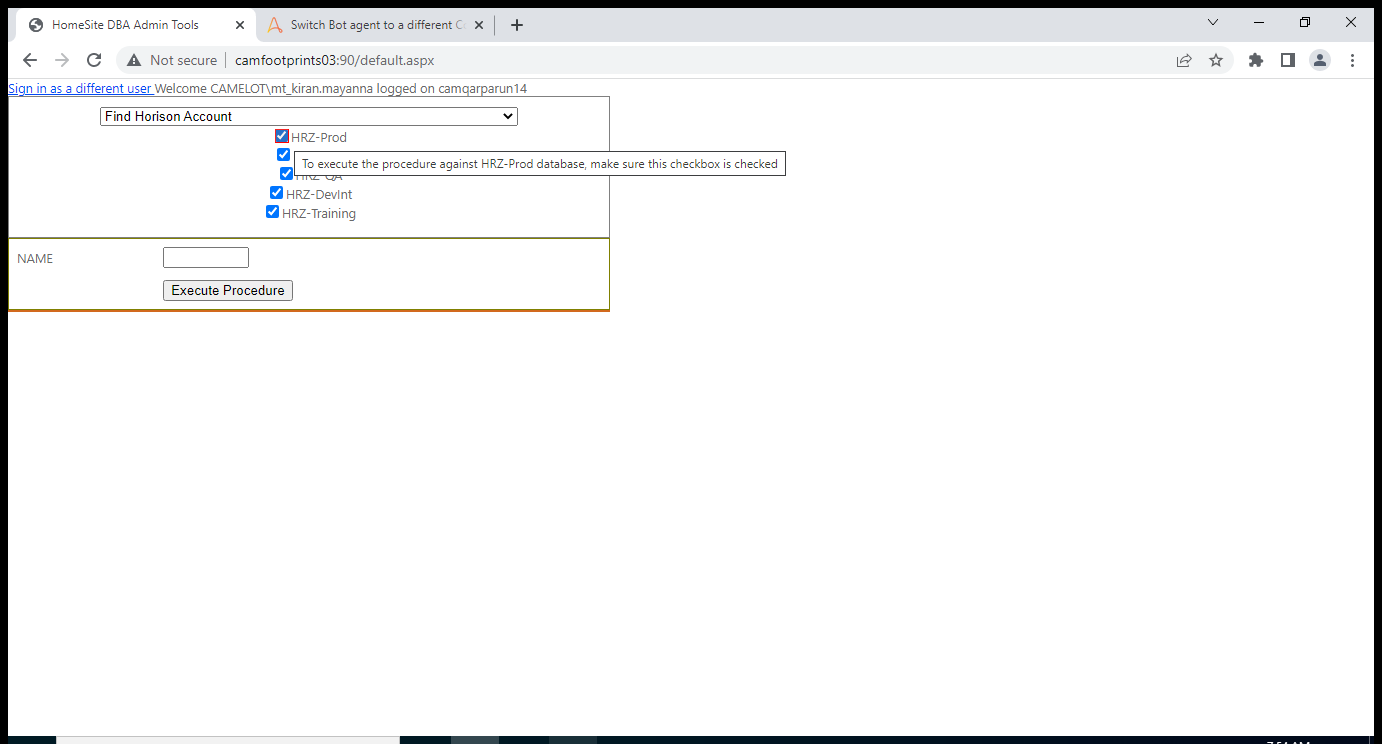 HomeSite DBA Admin Tools
Switch Bot agent to a different C
Not secure
camfootprints03:90/default.aspx
Sign in as a different user Welcome CAMELOT\mt_kiran.mayanna logged on camqarparun14
Find Horison Account
HRZ-Prod
To execute the procedure against HRZ-Prod database, make sure this checkbox is checked
HRZ-QA
HRZ-DevInt
HRZ-Training
NAME
Execute Procedure